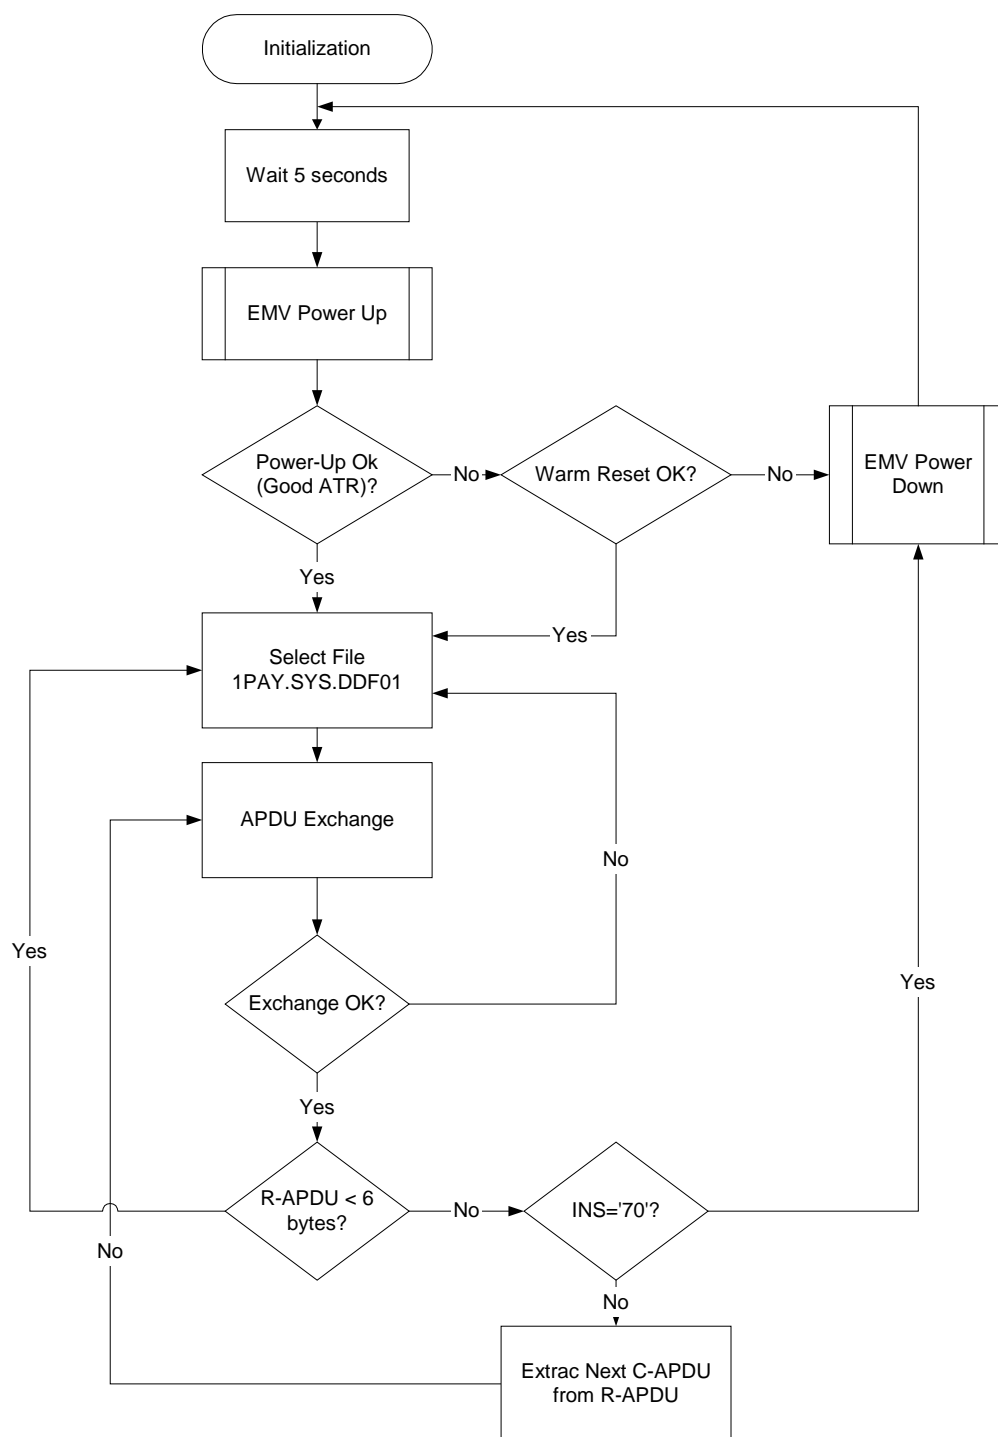 Initialization
Wait 5 seconds
EMV Power Up
Power-Up Ok
(Good ATR)?
No
Warm Reset OK?
No
EMV Power
Down
Yes
Yes
Select File
1PAY.SYS.DDF01
APDU Exchange
No
Yes
Exchange OK?
Yes
Yes
R-APDU < 6
bytes?
No
INS='70'?
No
No
Extrac Next C-APDU
from R-APDU